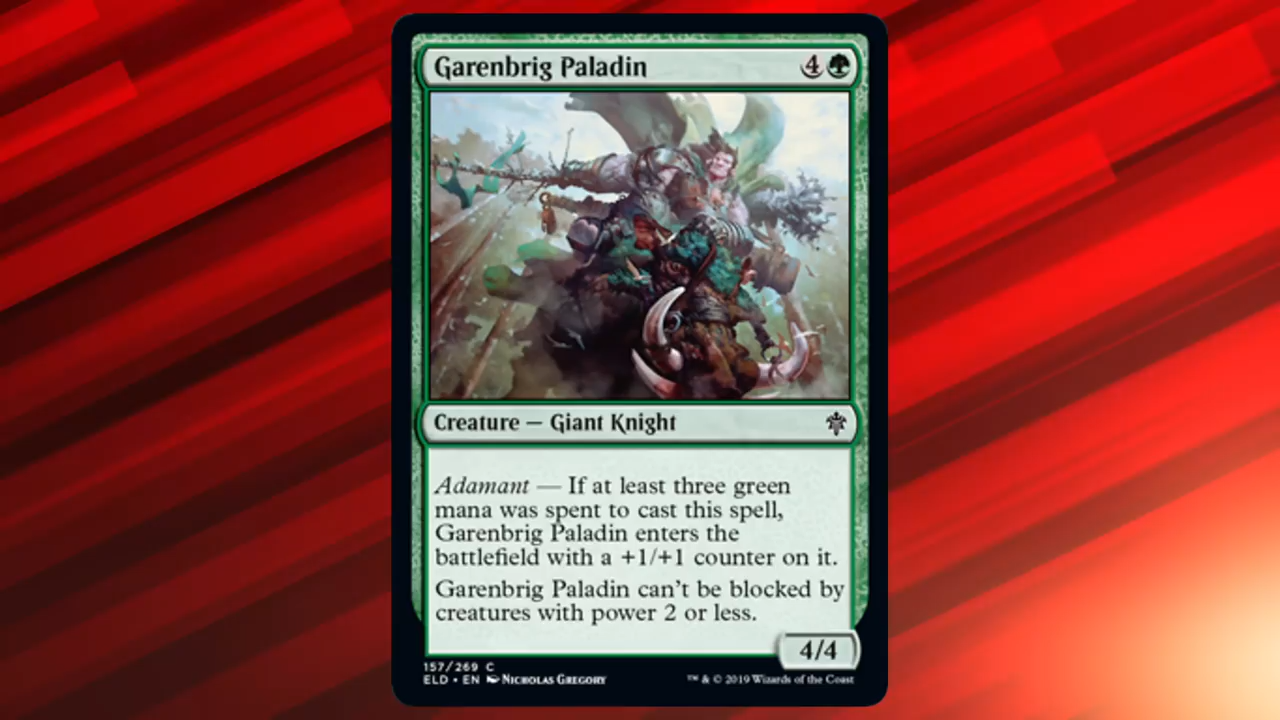 Garenbrig Paladin 4
Creature — Giant Knight
Adamant — If at least three green
mana was spent to cast this spell,
Garenbrig Paladin enters the
battlefield with a +1/+1 counter on it.
Garenbrig Paladin can't be blocked by
creatures with power 2 or less.
4/4
157/269 C
ELD • EN Nicholas Gregory
™ & © 2019 Wizards of the Coast